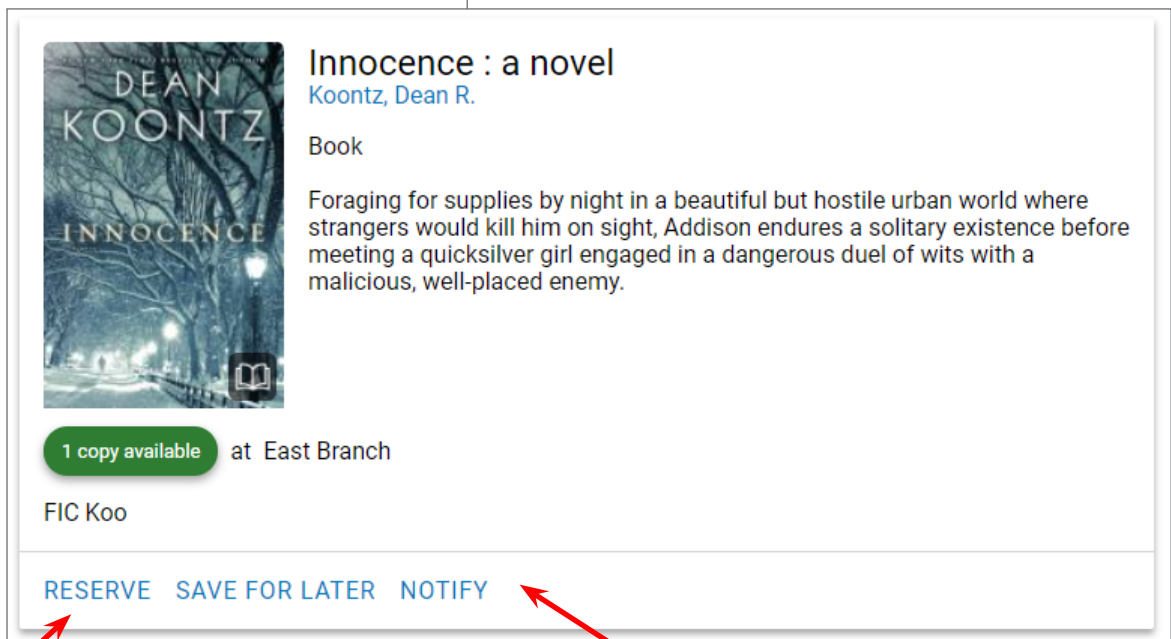 DEAN
KOONTZ
INNOCENCE
Innocence : a novel
Koontz, Dean R.
Book
Foraging for supplies by night in a beautiful but hostile urban world where
strangers would kill him on sight, Addison endures a solitary existence before
meeting a quicksilver girl engaged in a dangerous duel of wits with a
malicious, well-placed enemy.
1 copy available at East Branch
FIC Koo
RESERVE SAVE FOR LATER NOTIFY